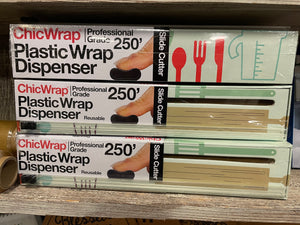 ChicWrap
Professional
Grade
250'
Plastic Wrap
Dispenser
Slide Cutter
ChicWrap
Professional
Grade
250'
Plastic Wrap
Dispenser
Reusable
Slide Cutter
ChicWrap
Professional
Grade
250'
Plastic Wrap
Dispenser
Reusable
Slide Cutter
Blessed